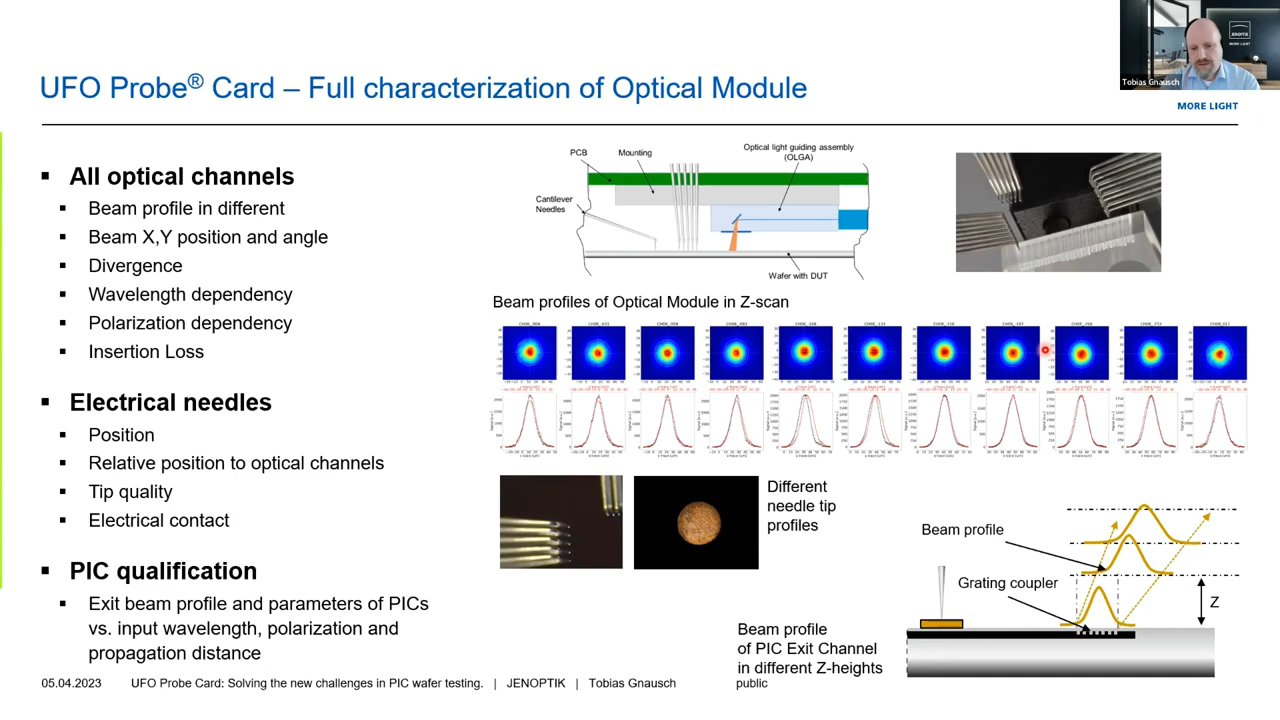 Tobias Gnausch
JENOPTIK
MORE LIGHT
MORE LIGHT
UFO Probe® Card – Full characterization of Optical Module
All optical channels
Beam profile in different
Beam X,Y position and angle
Divergence
Wavelength dependency
Polarization dependency
Insertion Loss
Electrical needles
Position
Relative position to optical channels
Tip quality
Electrical contact
PIC qualification
Exit beam profile and parameters of PICs
vs. input wavelength, polarization and
propagation distance
PCB
Mounting
Optical light guiding assembly
(OLGA)
Cantilever
Needles
Wafer with DUT
Beam profiles of Optical Module in Z-scan
Different
needle tip
profiles
Beam profile
Grating coupler
Z
Beam profile
of PIC Exit Channel
in different Z-heights
05.04.2023
UFO Probe Card: Solving the new challenges in PIC wafer testing. | JENOPTIK | Tobias Gnausch
public